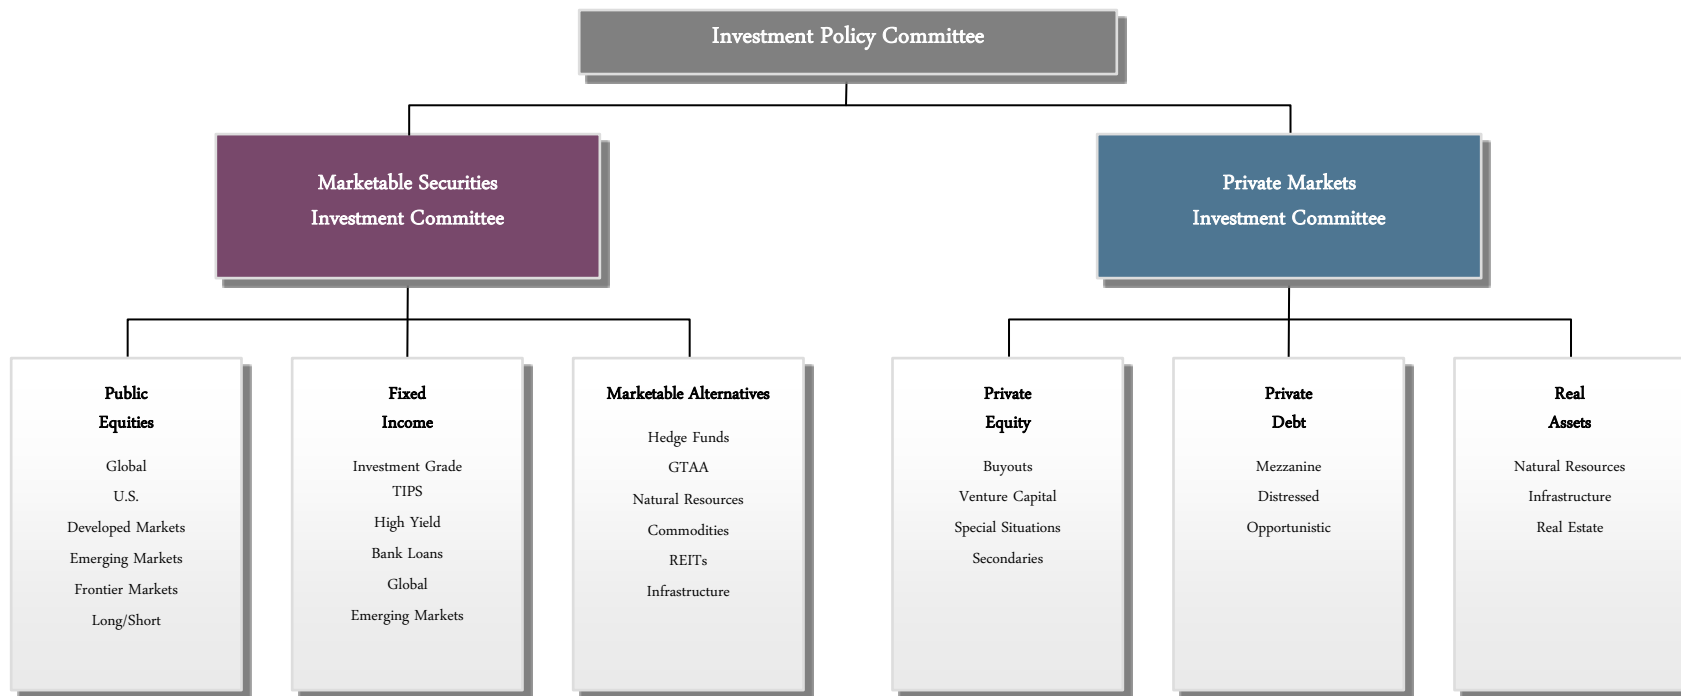 Investment Policy Committee
Marketable Securities
Investment Committee
Private Markets
Investment Committee
Public
Equities
Global
U.S.
Developed Markets
Emerging Markets
Frontier Markets
Long/Short
Fixed
Income
Investment Grade
TIPS
High Yield
Bank Loans
Global
Emerging Markets
Marketable Alternatives
Hedge Funds
GTAA
Natural Resources
Commodities
REITs
Infrastructure
Private
Equity
Buyouts
Venture Capital
Special Situations
Secondaries
Private
Debt
Mezzanine
Distressed
Opportunistic
Real
Assets
Natural Resources
Infrastructure
Real Estate